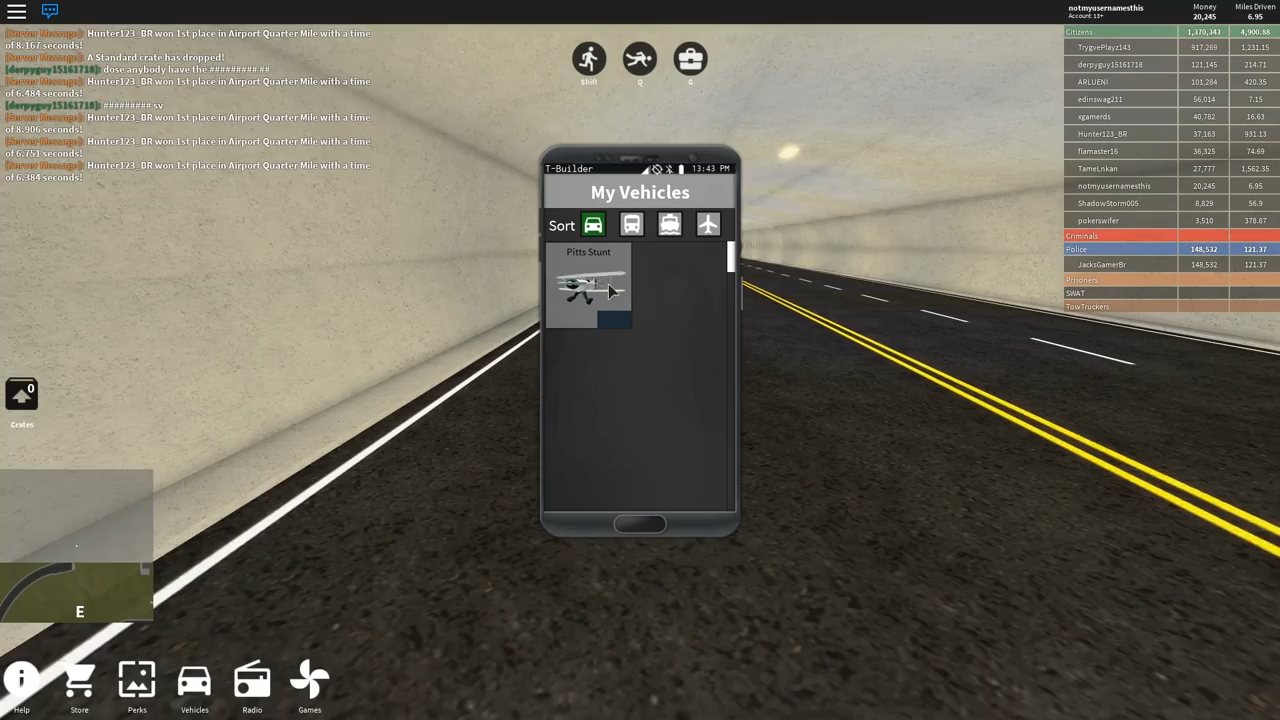 [Server Message]: Hunter123_BR won 1st place in Airport Quarter Mile with a time
of 8.167 seconds!
[Server Message]: A Standard crate has dropped!
[derpyguy15161718]: dose anybody have the ######### ##
[Server Message]: Hunter123_BR won 1st place in Airport Quarter Mile with a time
of 6.484 seconds!
[derpyguy15161718]: ######### sv
[Server Message]: Hunter123_BR won 1st place in Airport Quarter Mile with a time
of 8.906 seconds!
[Server Message]: Hunter123_BR won 1st place in Airport Quarter Mile with a time
of 6.751 seconds!
[Server Message]: Hunter123_BR won 1st place in Airport Quarter Mile with a time
of 6.384 seconds!
Shift Q G
notmyusernamesthis Money Miles Driven
Account: 13+ 20,245 6.95
Citizens 1,370,343 4,900.88
TrygvePlayz143 917,269 1,231.15
derpyguy15161718 121,145 214.71
ARLUENI 101,284 420.35
edinswag211 56,014 7.15
xgamerds 40,782 16.63
Hunter123_BR 37,163 931.13
flamaster16 36,325 74.69
TameLnkan 27,777 1,562.35
notmyusernamesthis 20,245 6.95
ShadowStorm005 8,829 56.9
pokerswifer 3,510 378.87
Criminals
Police 148,532 121.37
JacksGamerBr 148,532 121.37
Prisoners
SWAT
TowTruckers
T-Builder 13:43 PM
My Vehicles
Sort
Pitts Stunt
0
Crates
E
Help Store Perks Vehicles Radio Games